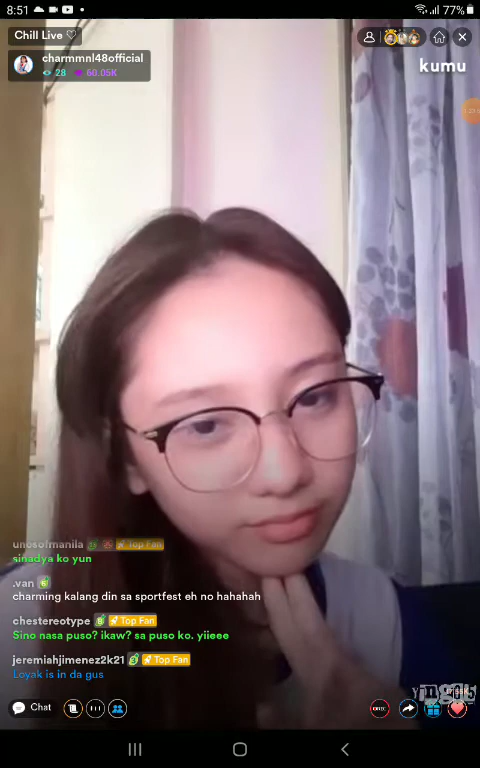 8:51
77%
Chill Live ♡
charmmnl48official
28 60.05K
kumu
unosofmanila Top Fan
sinadya ko yun
.van
charming kalang din sa sportfest eh no hahahah
chestereotype Top Fan
Sino nasa puso? ikaw? sa puso ko. yiieee
jeremiahjimenez2k21 Top Fan
Loyak is in da gus
Chat